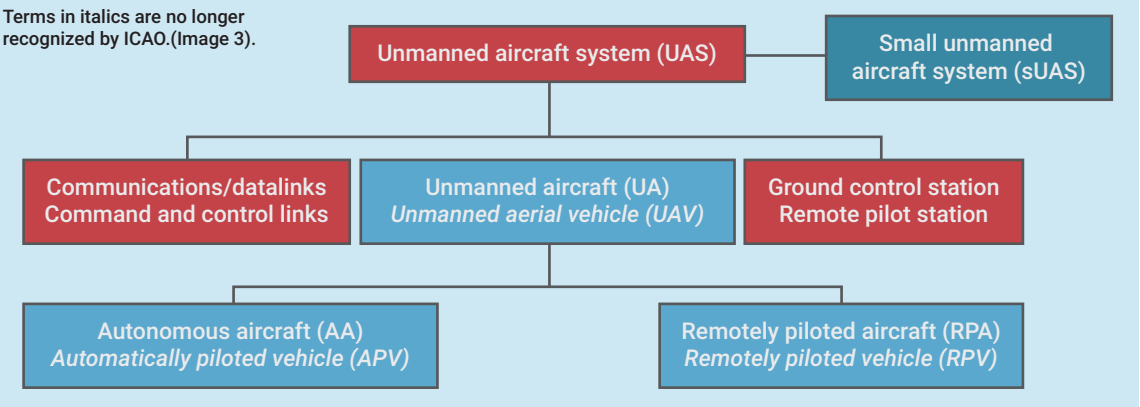 Terms in italics are no longer
recognized by ICAO.(Image 3).
Unmanned aircraft system (UAS)
Small unmanned
aircraft system (sUAS)
Communications/datalinks
Command and control links
Unmanned aircraft (UA)
Unmanned aerial vehicle (UAV)
Ground control station
Remote pilot station
Autonomous aircraft (AA)
Automatically piloted vehicle (APV)
Remotely piloted aircraft (RPA)
Remotely piloted vehicle (RPV)